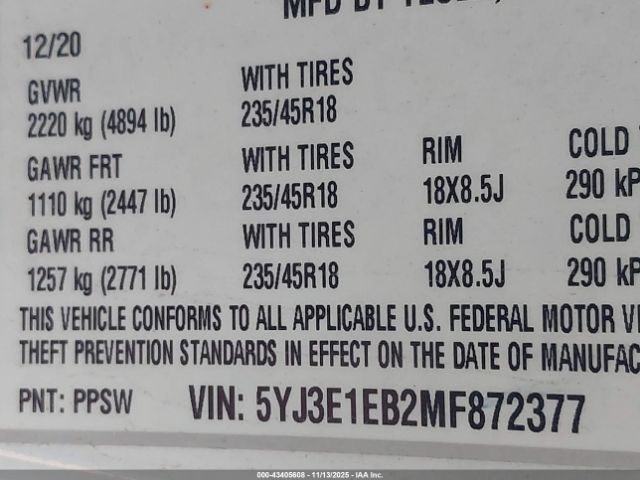 MFD BY
12/20
GVWR WITH TIRES
2220 kg (4894 lb) 235/45R18
GAWR FRT WITH TIRES RIM COLD
1110 kg (2447 lb) 235/45R18 18X8.5J 290
GAWR RR WITH TIRES RIM COLD
1257 kg (2771 lb) 235/45R18 18X8.5J 290
THIS VEHICLE CONFORMS TO ALL APPLICABLE U.S. FEDERAL MOTOR
THEFT PREVENTION STANDARDS IN EFFECT ON THE DATE OF
PNT: PPSW VIN: 5YJ3E1EB2MF872377
000-43405608 - 11/13/2025 - IAA Inc.